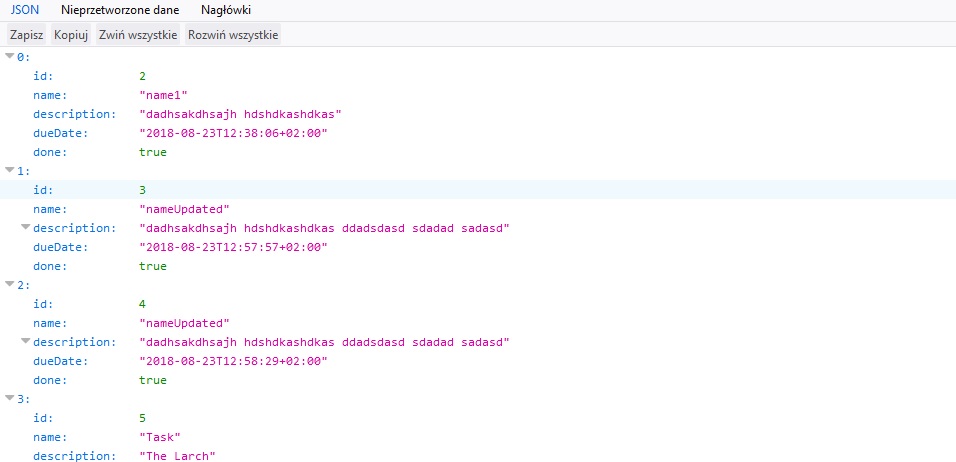 JSON Nieprzetworzone dane Nagłówki
Zapisz Kopiuj Zwiń wszystkie Rozwiń wszystkie
0:
id: 2
name: "name1"
description: "dadhsakdhsajh hdshdkashdkas"
dueDate: "2018-08-23T12:38:06+02:00"
done: true
1:
id: 3
name: "nameUpdated"
description: "dadhsakdhsajh hdshdkashdkas ddadsdasd sdadad sadasd"
dueDate: "2018-08-23T12:57:57+02:00"
done: true
2:
id: 4
name: "nameUpdated"
description: "dadhsakdhsajh hdshdkashdkas ddadsdasd sdadad sadasd"
dueDate: "2018-08-23T12:58:29+02:00"
done: true
3:
id: 5
name: "Task"
description: "The Larch"